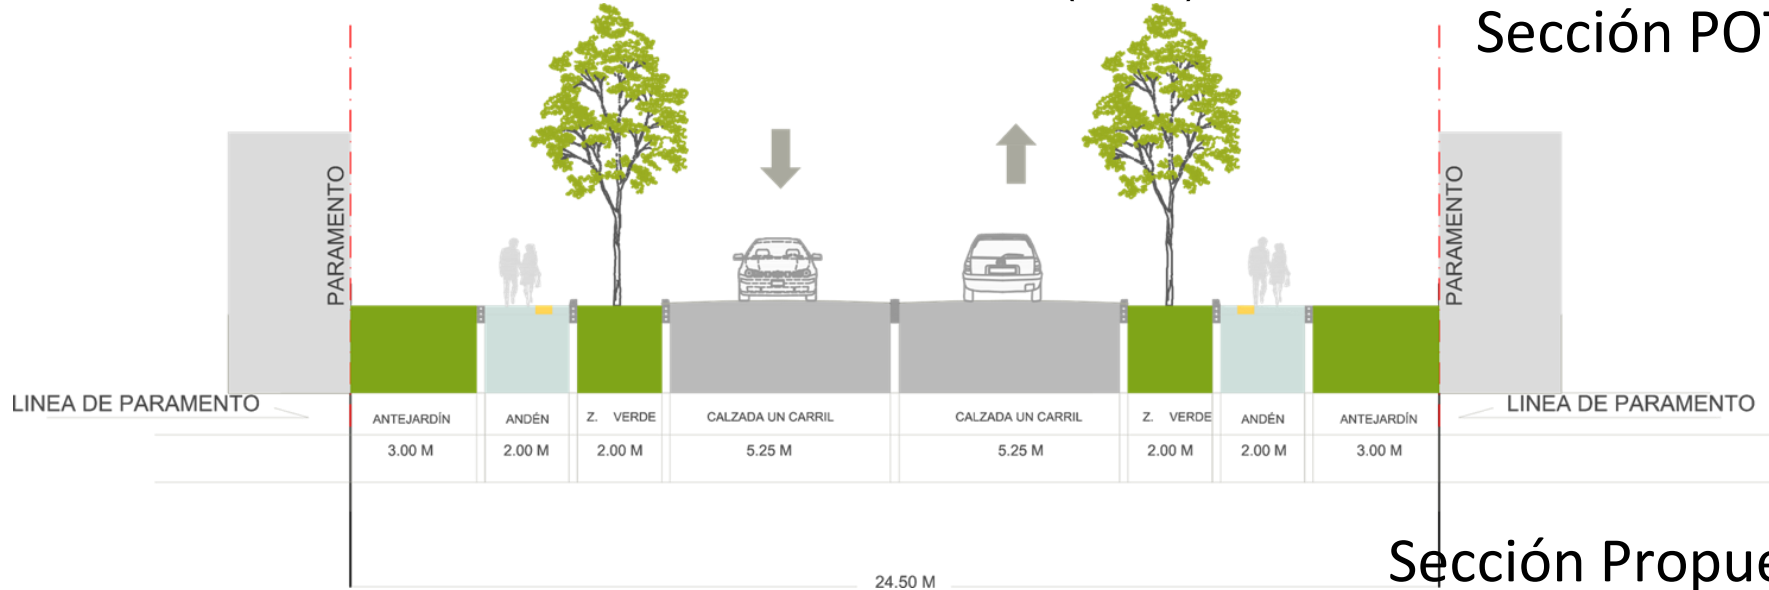 Sección PO
PARAMENTO
PARAMENTO
LINEA DE PARAMENTO
LINEA DE PARAMENTO
ANTEJARDÍN ANDÉN Z. VERDE CALZADA UN CARRIL CALZADA UN CARRIL Z. VERDE ANDÉN ANTEJARDÍN
3.00 M 2.00 M 2.00 M 5.25 M 5.25 M 2.00 M 2.00 M 3.00 M
Sección Propue
24.50 M